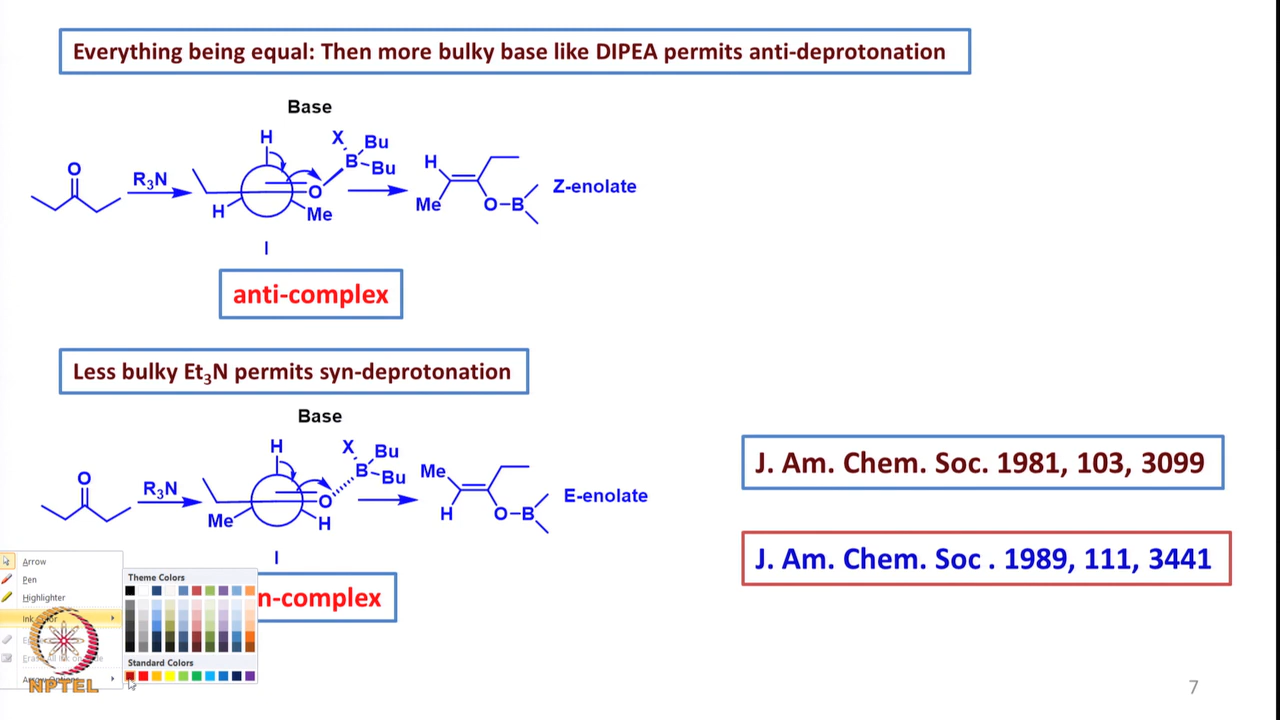 Everything being equal: Then more bulky base like DIPEA permits anti-deprotonation
Base
H
X
Bu
B
Bu
O
R₃N
O
H
Me
H
Me
O–B
Z-enolate
I
anti-complex
Less bulky Et₃N permits syn-deprotonation
Base
H
X
Bu
B
Bu
O
R₃N
O
Me
H
Me
H
O–B
E-enolate
I
n-complex
J. Am. Chem. Soc. 1981, 103, 3099
J. Am. Chem. Soc . 1989, 111, 3441
Arrow
Pen
Highlighter
Theme Colors
Standard Colors
NPTEL
7